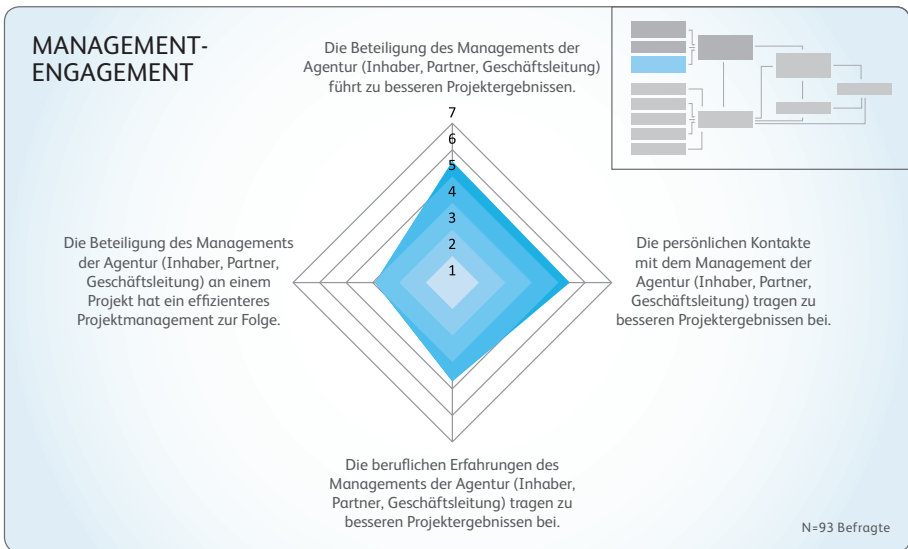 MANAGEMENT-
ENGAGEMENT
Die Beteiligung des Managements der
Agentur (Inhaber, Partner, Geschäftsleitung)
führt zu besseren Projektergebnissen.
7
6
5
4
3
2
1
Die Beteiligung des Managements
der Agentur (Inhaber, Partner,
Geschäftsleitung) an einem
Projekt hat ein effizienteres
Projektmanagement zur Folge.
Die persönlichen Kontakte
mit dem Management der
Agentur (Inhaber, Partner,
Geschäftsleitung) tragen zu
besseren Projektergebnissen bei.
Die beruflichen Erfahrungen des
Managements der Agentur (Inhaber,
Partner, Geschäftsleitung) tragen zu
besseren Projektergebnissen bei.
N=93 Befragte